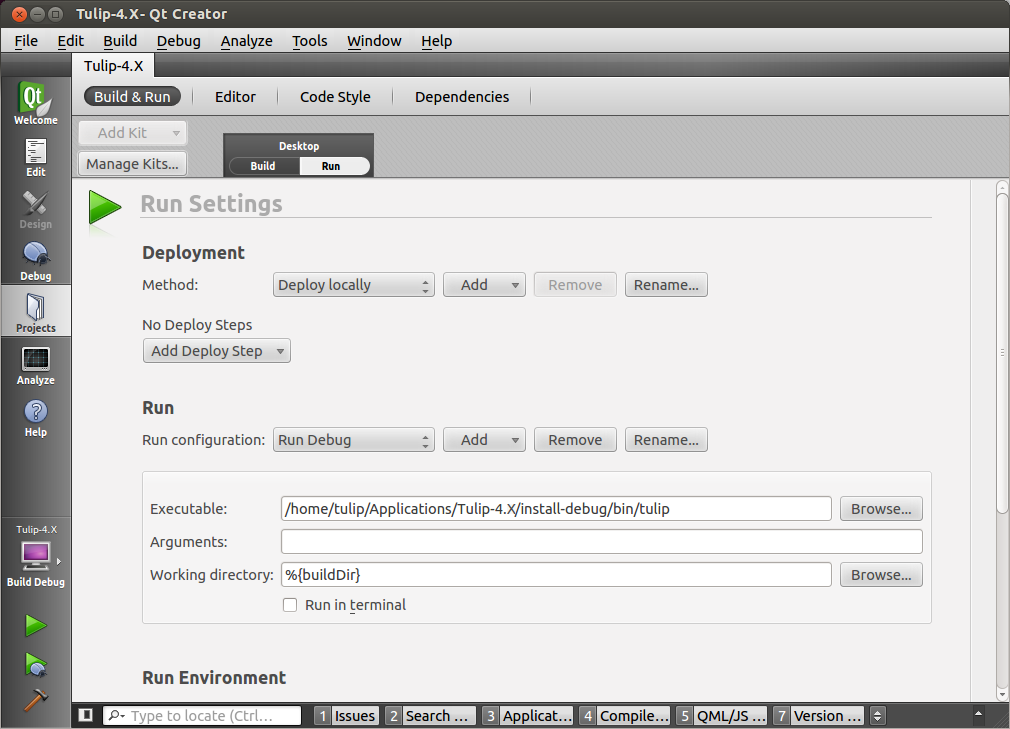 Tulip-4.X- Qt Creator
File Edit Build Debug Analyze Tools Window Help
Tulip-4.X
Build & Run Editor Code Style Dependencies
Qt
Welcome
Edit
Design
Debug
Projects
Analyze
?
Help
Tulip-4.X
Build Debug
Add Kit
Manage Kits...
Desktop
Build Run
Run Settings
Deployment
Method: Deploy locally Add Remove Rename...
No Deploy Steps
Add Deploy Step
Run
Run configuration: Run Debug Add Remove Rename...
Executable: /home/tulip/Applications/Tulip-4.X/install-debug/bin/tulip Browse...
Arguments:
Working directory: %{buildDir} Browse...
Run in terminal
Run Environment
Type to locate (Ctrl... 1 Issues 2 Search ... 3 Applicat... 4 Compile... 5 QML/JS ... 7 Version ...